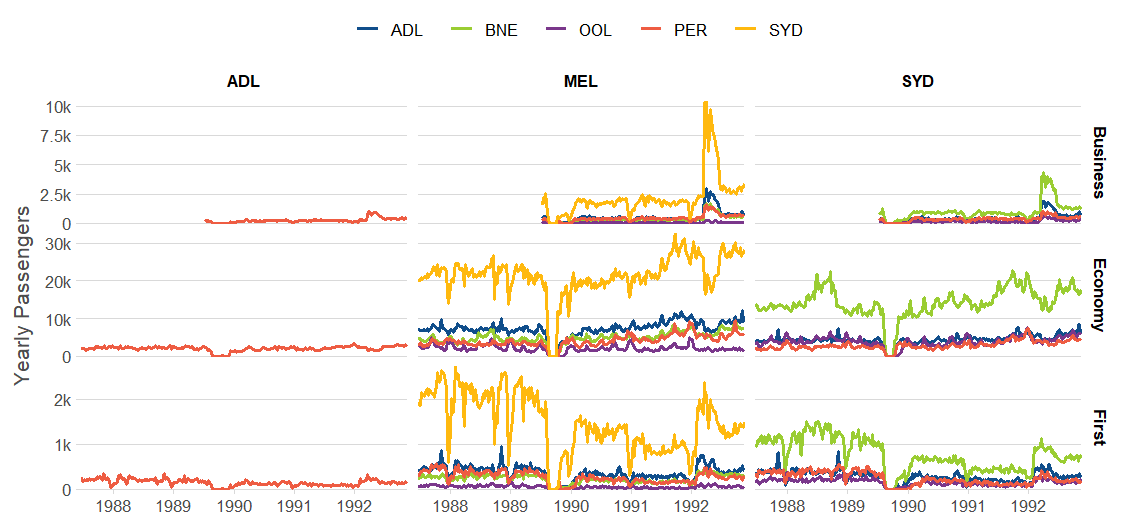 ADL BNE OOL PER SYD
ADL MEL SYD
Yearly Passengers
10k
7.5k
5k
2.5k
0
Business
30k
20k
10k
0
Economy
2k
1k
0
First
1988 1989 1990 1991 1992 1988 1989 1990 1991 1992 1988 1989 1990 1991 1992